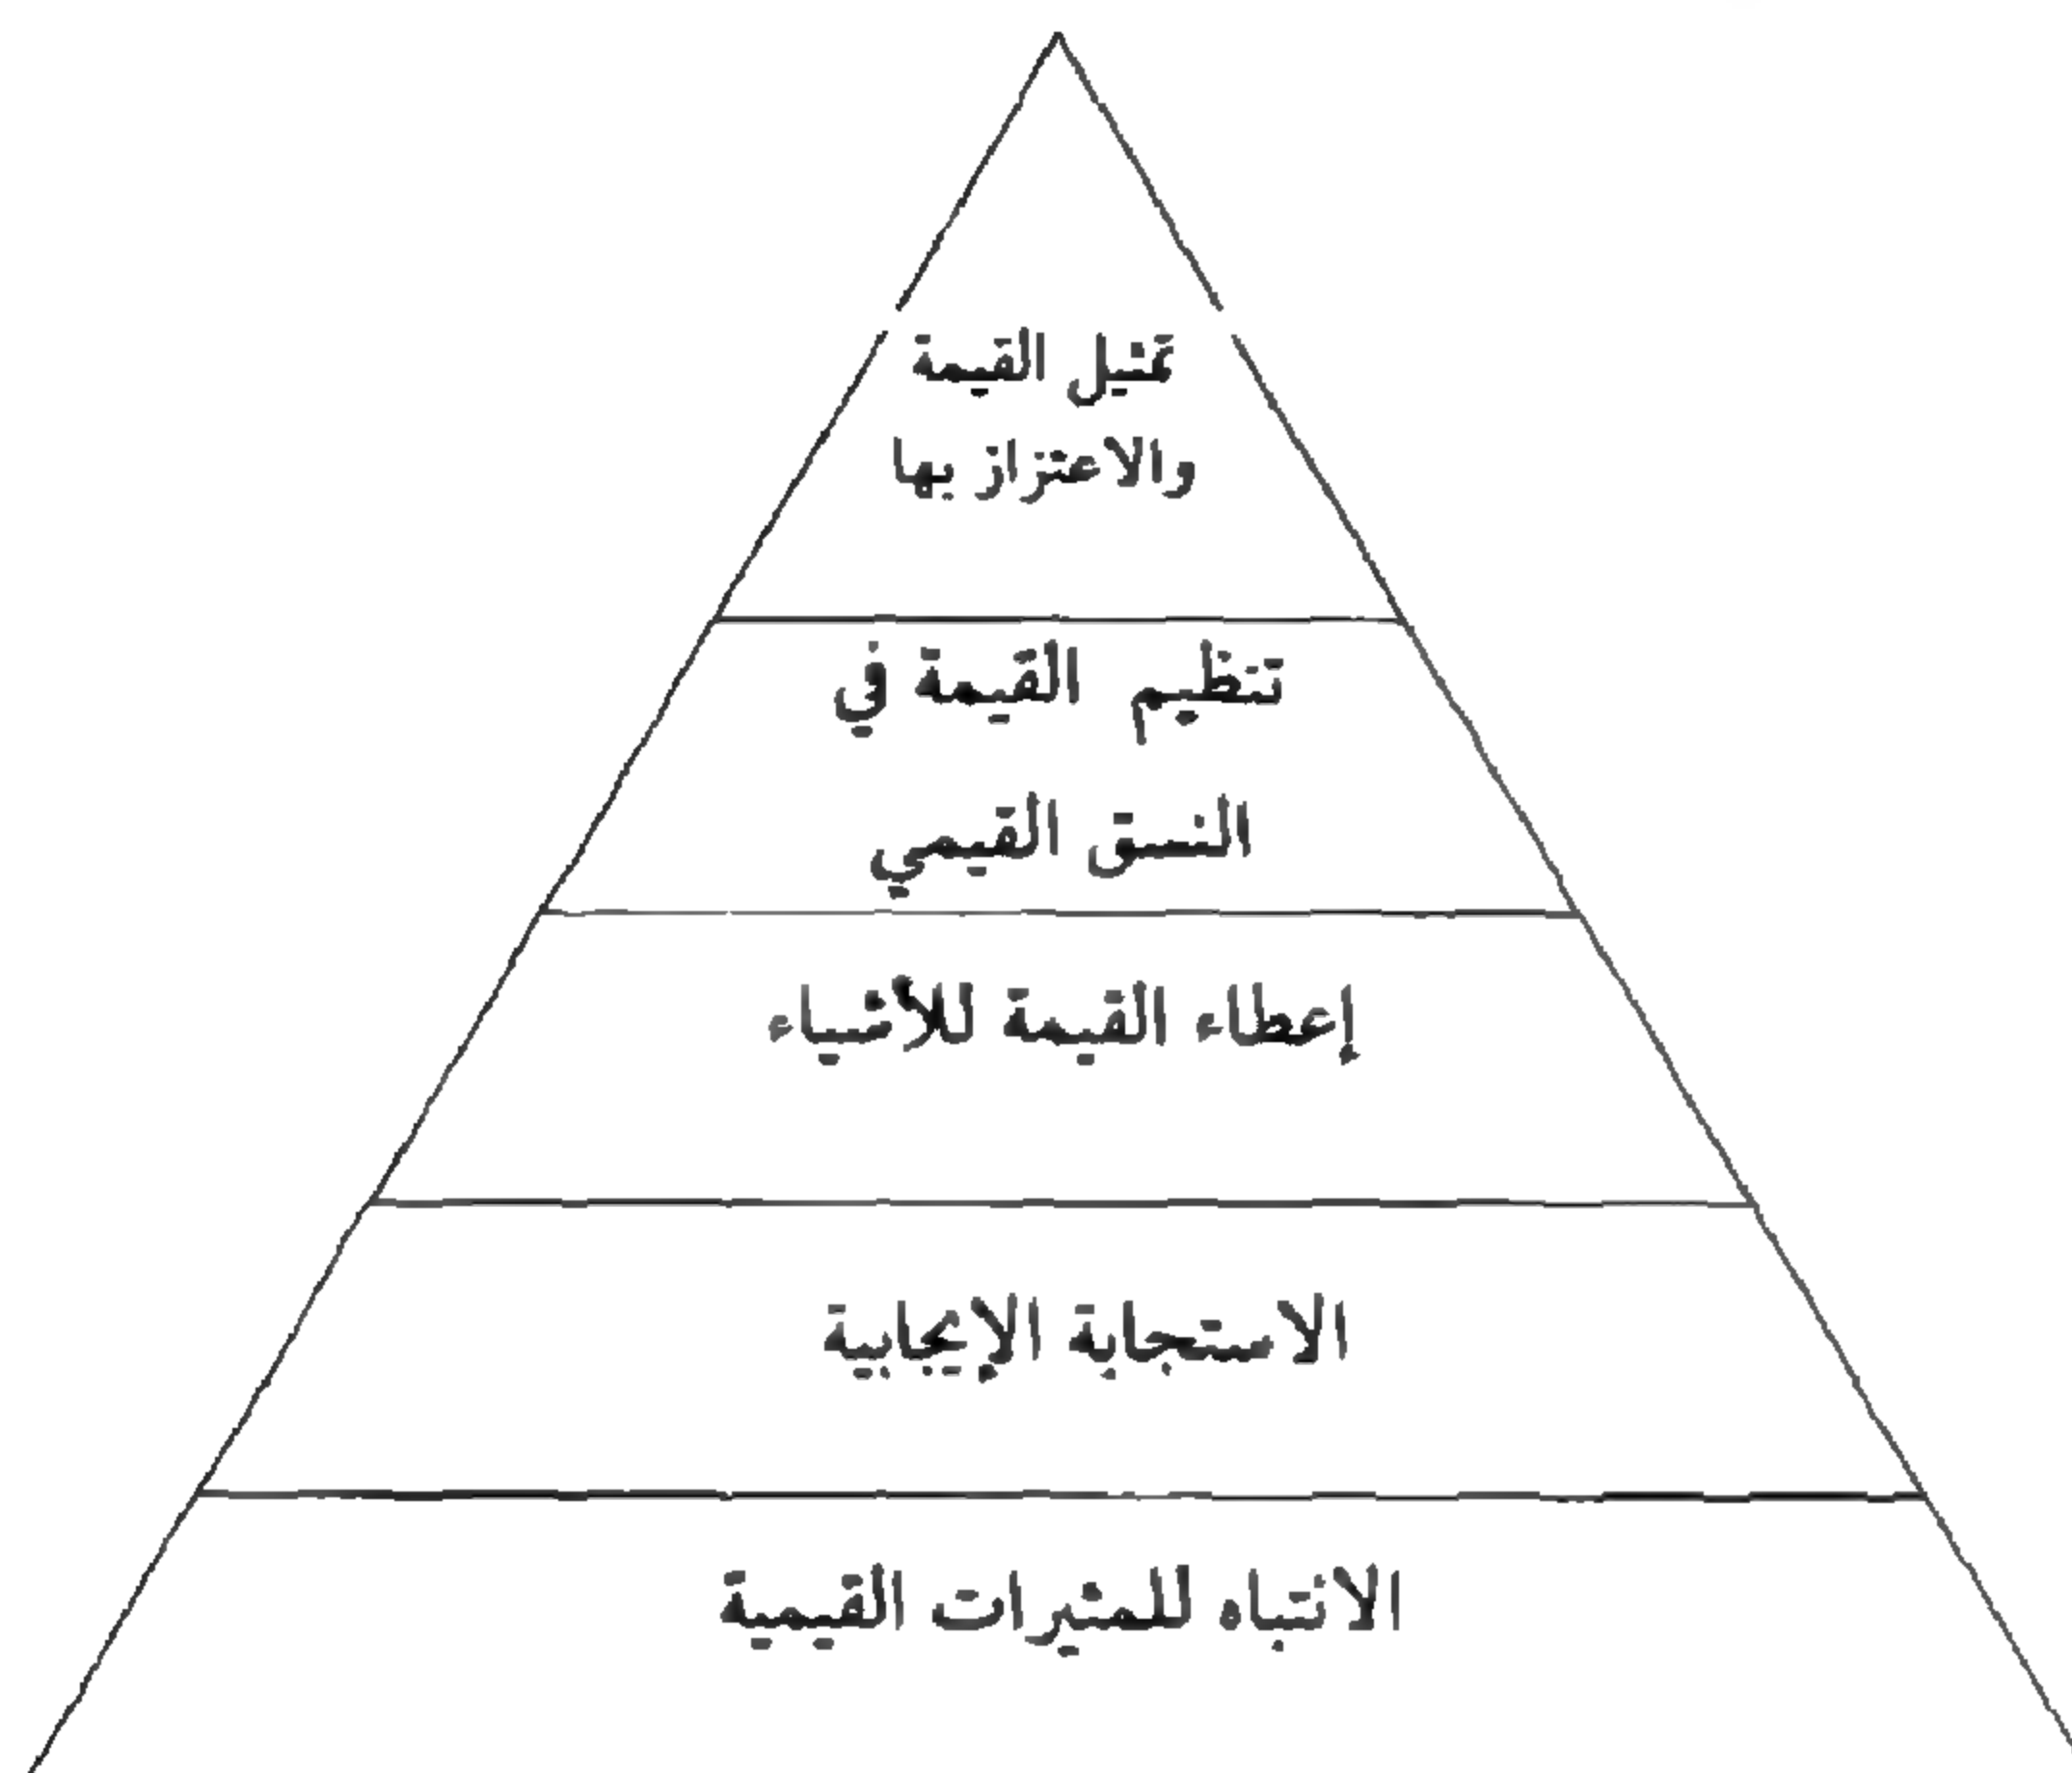 تمثيل القيمة
والاعتزاز بها
تنظيم القيمة في
النسق القيمي
إعطاء القيمة للأشياء
الاستجابة الإيجابية
الانتباه للمثيرات القيمية